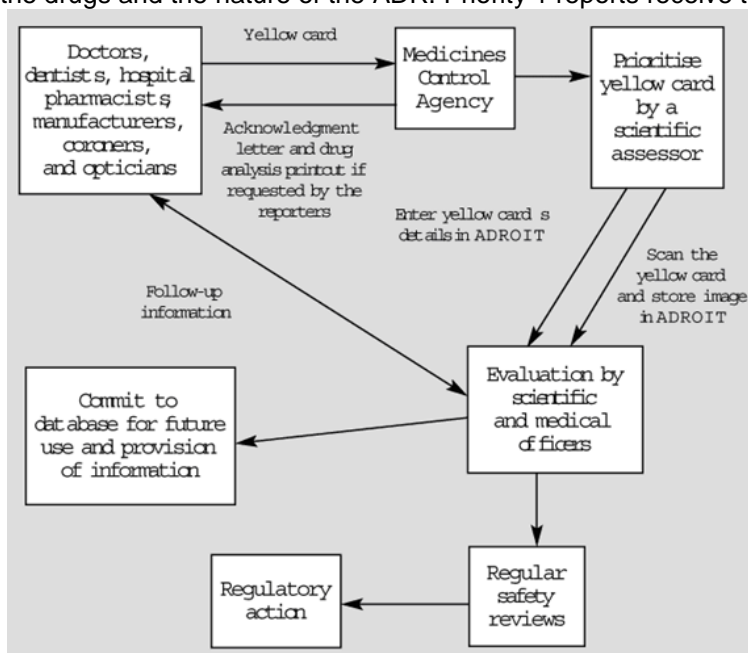 the drugs and the nature of the ADR. Priority 1 reports receive t
Doctors,
dentists, hospital
pharmacists,
manufacturers,
coroners,
and opticians
Yellow card
Medicines
Control
Agency
Prioritise
yellow card
by a
scientific
assessor
Acknowledgment
letter and drug
analysis printout if
requested by the
reporters
Enter yellow card s
details in ADROIT
Scan the
yellow card
and store image
in ADROIT
Follow-up
information
Evaluation by
scientific
and medical
officers
Commit to
database for future
use and provision
of information
Regular
safety
reviews
Regulatory
action